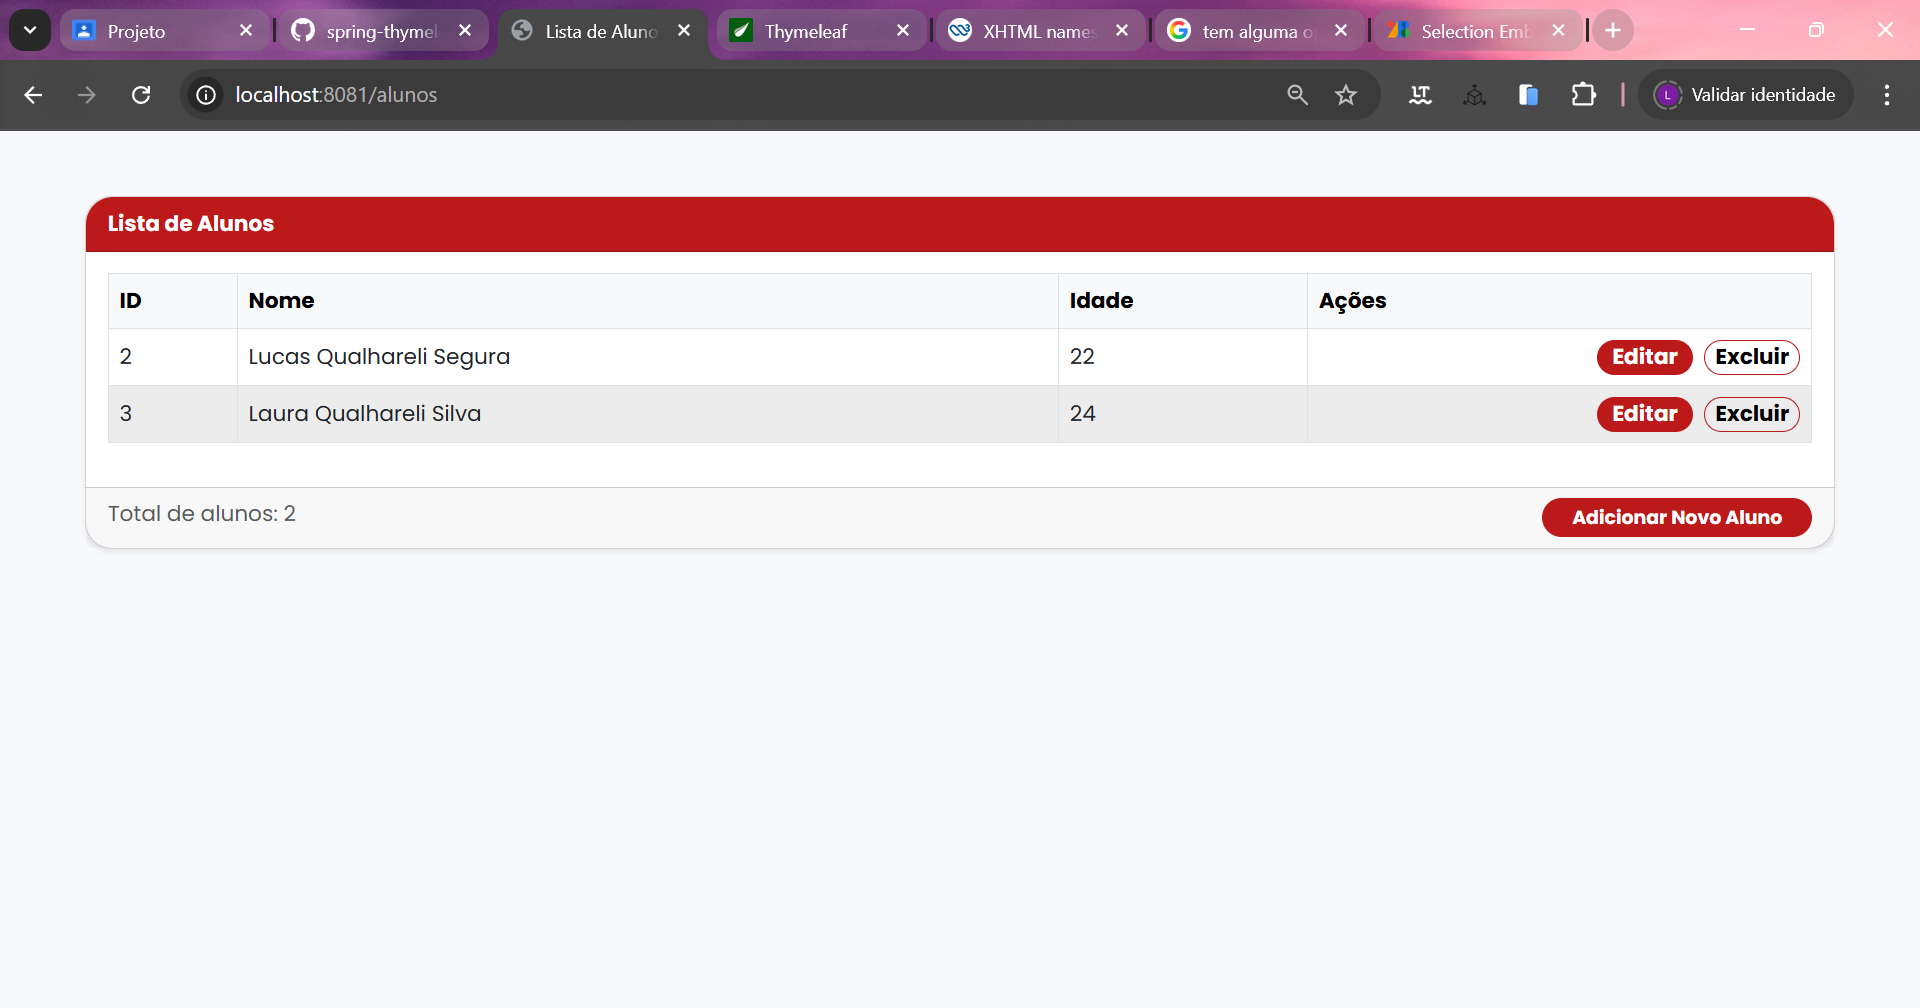 Projeto
spring-thymel
Lista de Aluno
Thymeleaf
XHTML names
tem alguma o
Selection Emb
localhost:8081/alunos
LT
L
Validar identidade
Lista de Alunos
ID Nome Idade Ações
2 Lucas Qualhareli Segura 22 Editar Excluir
3 Laura Qualhareli Silva 24 Editar Excluir
Total de alunos: 2
Adicionar Novo Aluno